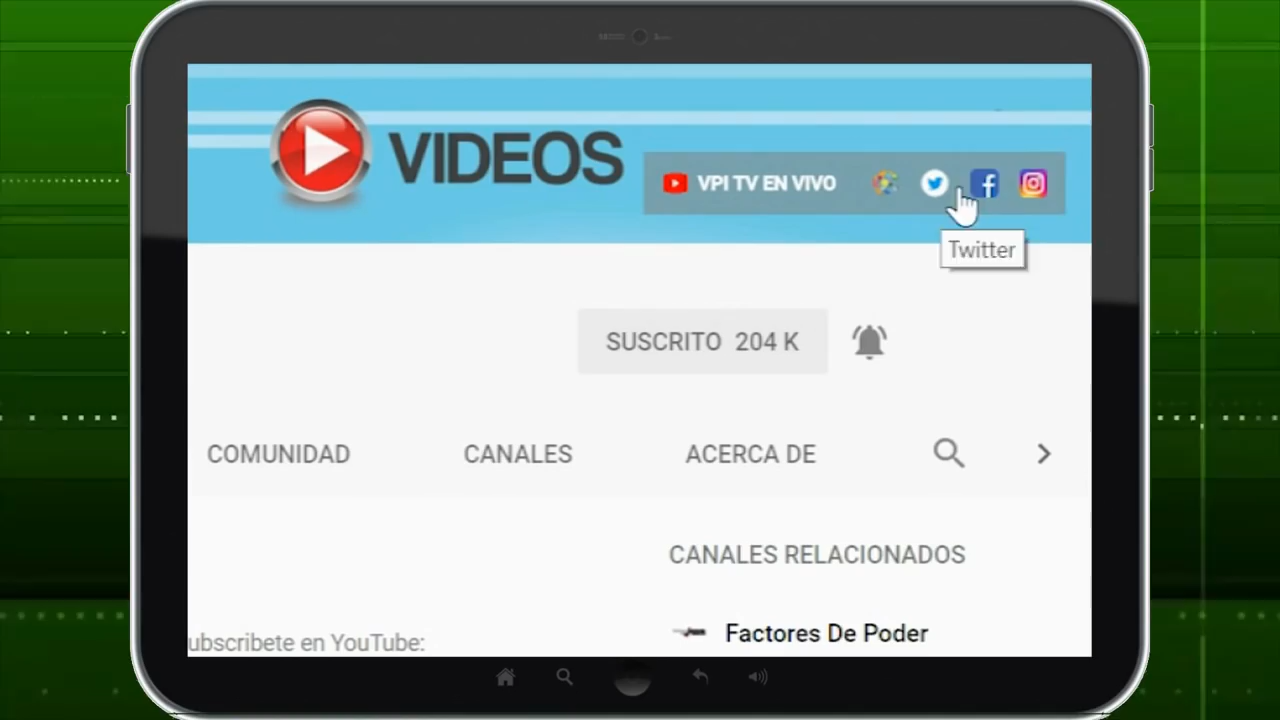 VIDEOS
VPI TV EN VIVO
Twitter
SUSCRITO 204 K
COMUNIDAD CANALES ACERCA DE
CANALES RELACIONADOS
Factores De Poder
ubscribete en YouTube: